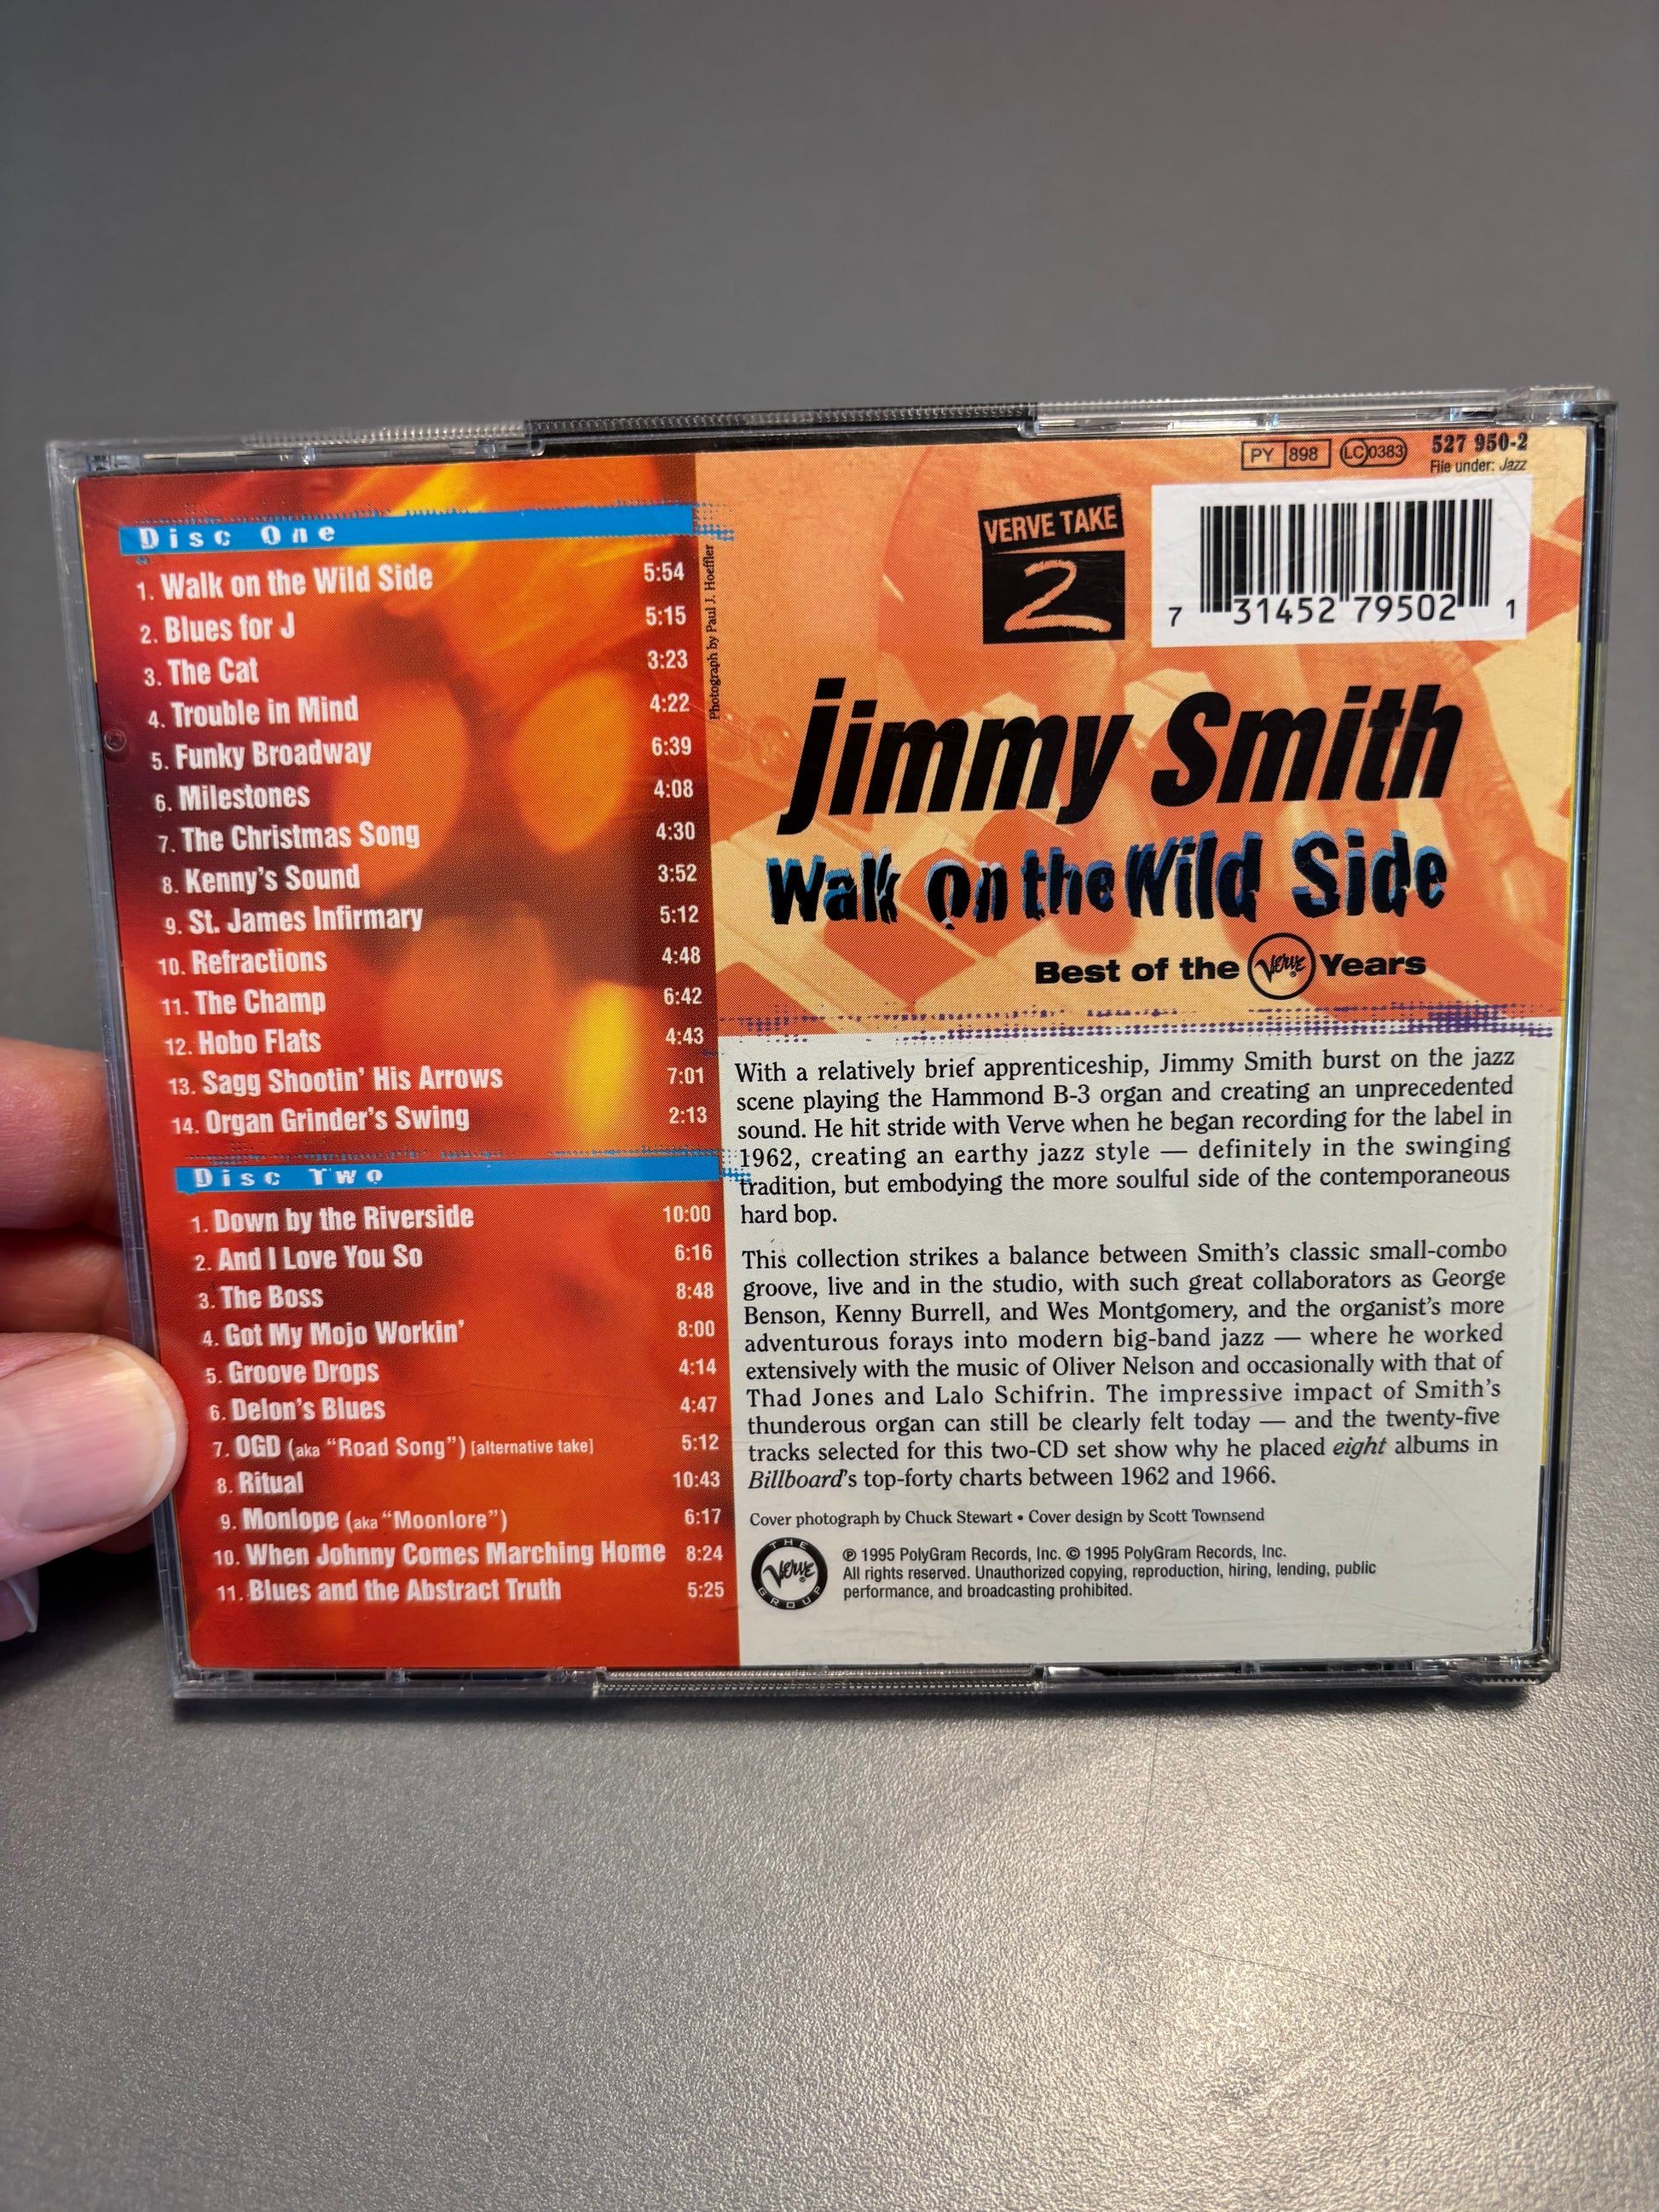 Disc One
1. Walk on the Wild Side 5:54
2. Blues for J 5:15
3. The Cat 3:23
4. Trouble in Mind 4:22
5. Funky Broadway 6:39
6. Milestones 4:08
7. The Christmas Song 4:30
8. Kenny's Sound 3:52
9. St. James Infirmary 5:12
10. Refractions 4:48
11. The Champ 6:42
12. Hobo Flats 4:43
13. Sagg Shootin' His Arrows 7:01
14. Organ Grinder's Swing 2:13
Disc Two
1. Down by the Riverside 10:00
2. And I Love You So 6:16
3. The Boss 8:48
4. Got My Mojo Workin' 8:00
5. Groove Drops 4:14
6. Delon's Blues 4:47
7. OGD (aka "Road Song") [alternative take] 5:12
8. Ritual 10:43
9. Monlope (aka "Moonlore") 6:17
10. When Johnny Comes Marching Home 8:24
11. Blues and the Abstract Truth 5:25
Photograph by Paul J. Hoeffler
PY 898 LC 0383 527 950-2
File under: Jazz
VERVE TAKE
2
7 31452 79502 1
Jimmy Smith
Walk On the Wild Side
Best of the Verve Years
With a relatively brief apprenticeship, Jimmy Smith burst on the jazz
scene playing the Hammond B-3 organ and creating an unprecedented
sound. He hit stride with Verve when he began recording for the label in
1962, creating an earthy jazz style — definitely in the swinging
tradition, but embodying the more soulful side of the contemporaneous
hard bop.
This collection strikes a balance between Smith's classic small-combo
groove, live and in the studio, with such great collaborators as George
Benson, Kenny Burrell, and Wes Montgomery, and the organist's more
adventurous forays into modern big-band jazz — where he worked
extensively with the music of Oliver Nelson and occasionally with that of
Thad Jones and Lalo Schifrin. The impressive impact of Smith's
thunderous organ can still be clearly felt today — and the twenty-five
tracks selected for this two-CD set show why he placed eight albums in
Billboard's top-forty charts between 1962 and 1966.
Cover photograph by Chuck Stewart • Cover design by Scott Townsend
THE Verve GROUP
℗ 1995 PolyGram Records, Inc. © 1995 PolyGram Records, Inc.
All rights reserved. Unauthorized copying, reproduction, hiring, lending, public
performance, and broadcasting prohibited.